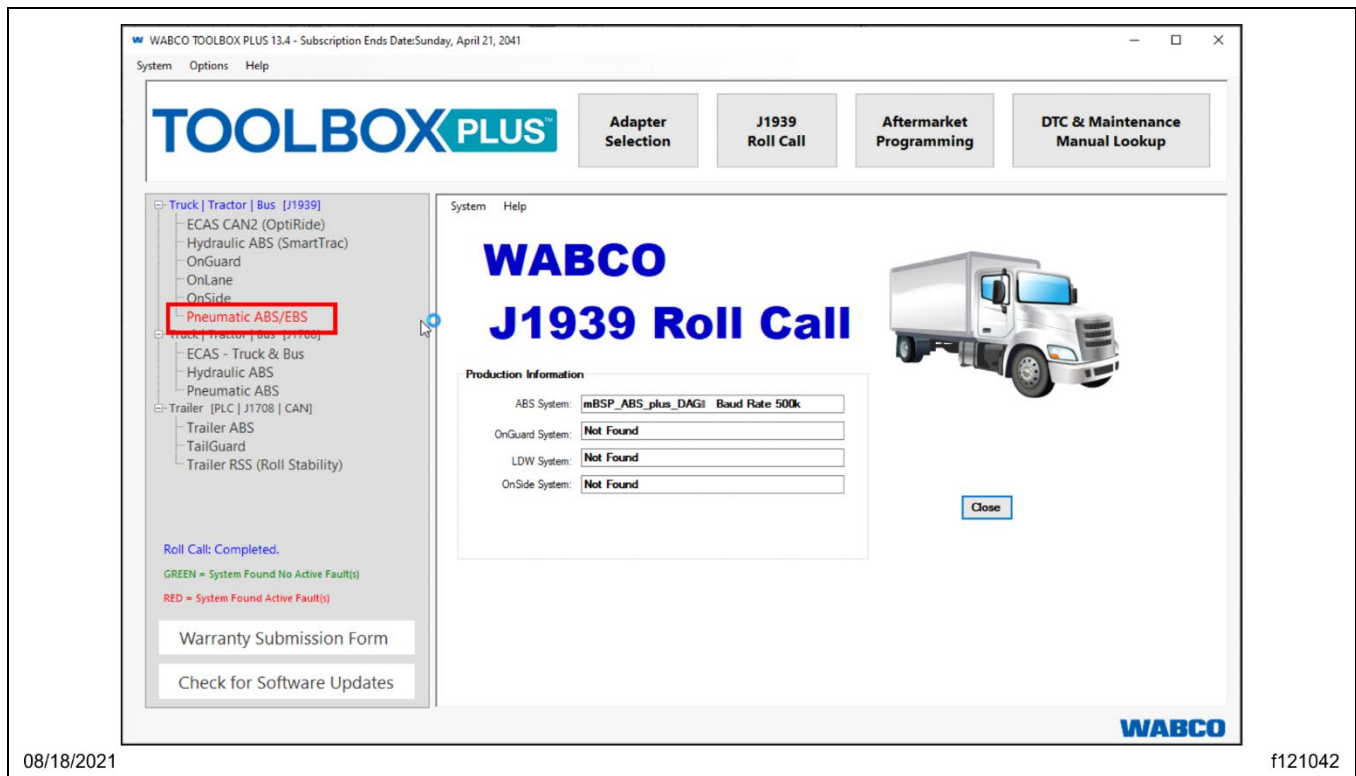 WABCO TOOLBOX PLUS 13.4 - Subscription Ends Date:Sunday, April 21, 2041
System Options Help
TOOLBOX PLUS™
Adapter
Selection
J1939
Roll Call
Aftermarket
Programming
DTC & Maintenance
Manual Lookup
Truck | Tractor | Bus [J1939]
ECAS CAN2 (OptiRide)
Hydraulic ABS (SmartTrac)
OnGuard
OnLane
OnSide
Pneumatic ABS/EBS
Truck | Tractor | Bus [J1708]
ECAS - Truck & Bus
Hydraulic ABS
Pneumatic ABS
Trailer [PLC | J1708 | CAN]
Trailer ABS
TailGuard
Trailer RSS (Roll Stability)
Roll Call: Completed.
GREEN = System Found No Active Fault(s)
RED = System Found Active Fault(s)
Warranty Submission Form
Check for Software Updates
System Help
WABCO
J1939 Roll Call
Production Information
ABS System: mBSP_ABS_plus_DAG Baud Rate 500k
OnGuard System: Not Found
LDW System: Not Found
OnSide System: Not Found
Close
WABCO
08/18/2021
f121042